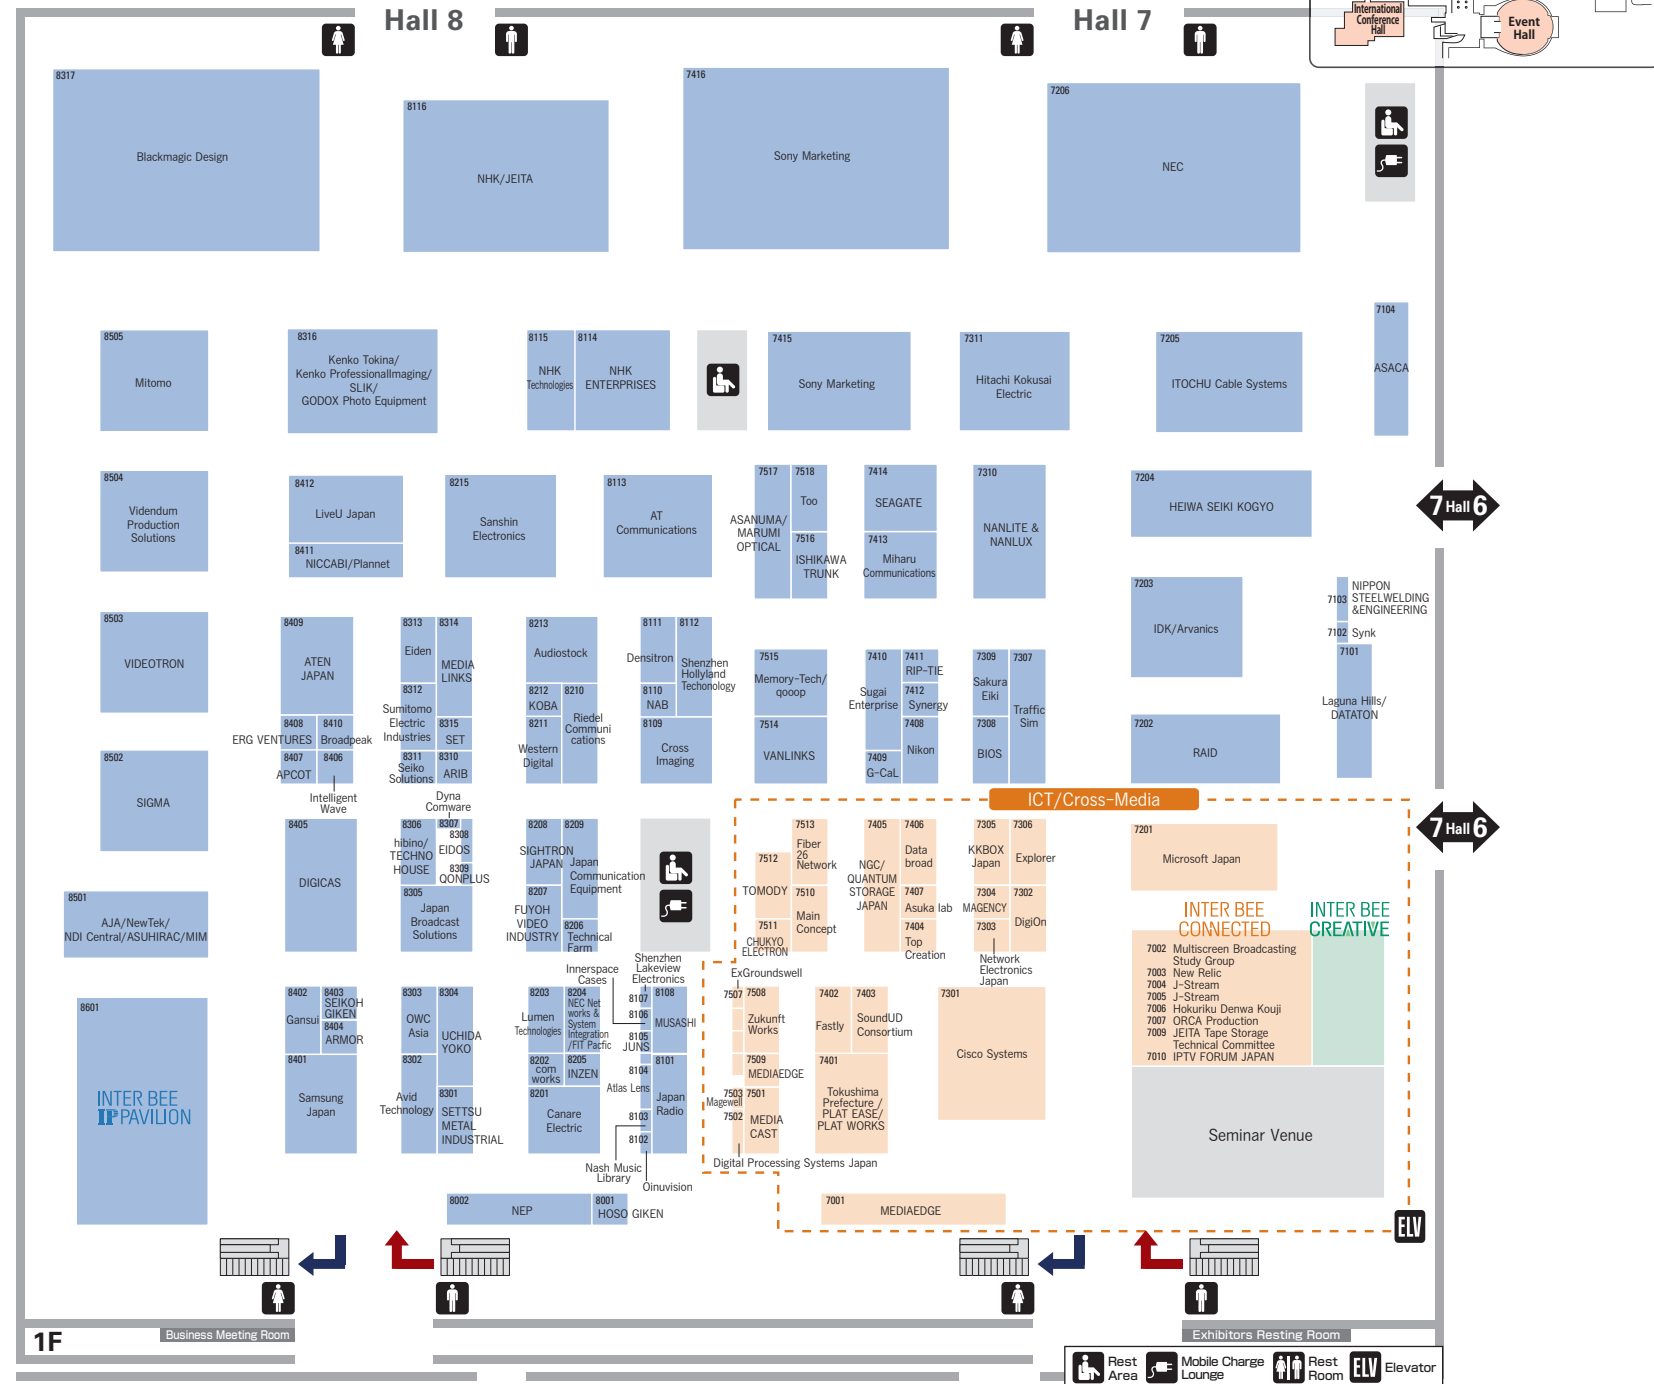 Hall 8
Hall 7
International
Conference
Hall
Event
Hall
8317
Blackmagic Design
8116
NHK/JEITA
7416
Sony Marketing
7206
NEC
8505
Mitomo
8316
Kenko Tokina/
Kenko ProfessionalImaging/
SLIK/
GODOX Photo Equipment
8115
NHK
Technologies
8114
NHK
ENTERPRISES
7415
Sony Marketing
7311
Hitachi Kokusai
Electric
7205
ITOCHU Cable Systems
7104
ASACA
8504
Videndum
Production
Solutions
8412
LiveU Japan
8411
NICCABI/Plannet
8215
Sanshin
Electronics
8113
AT
Communications
7517
ASANUMA/
MARUMI
OPTICAL
7518
Too
7516
ISHIKAWA
TRUNK
7414
SEAGATE
7413
Miharu
Communications
7310
NANLITE &
NANLUX
7204
HEIWA SEIKI KOGYO
7 Hall 6
8503
VIDEOTRON
8409
ATEN
JAPAN
8408
ERG VENTURES
8410
Broadpeak
8407
APCOT
8406
Intelligent
Wave
8313
Eiden
8314
MEDIA
LINKS
8312
Sumitomo
Electric
Industries
8315
SET
8311
Seiko
Solutions
8310
ARIB
8213
Audiostock
8212
KOBA
8210
Riedel
Communi
cations
8211
Western
Digital
8111
Densitron
8112
Shenzhen
Hollyland
Techonology
8110
NAB
8109
Cross
Imaging
7515
Memory-Tech/
qooop
7514
VANLINKS
7410
Sugai
Enterprise
7411
RIP-TIE
7412
Synergy
7408
Nikon
7409
G-CaL
7309
Sakura
Eiki
7307
Traffic
Sim
7308
BIOS
7203
IDK/Arvanics
7202
RAID
7103
NIPPON
STEELWELDING
&ENGINEERING
7102 Synk
7101
Laguna Hills/
DATATON
8502
SIGMA
ICT/Cross-Media
7 Hall 6
8405
DIGICAS
Dyna
Comware
8306
hibino/
TECHNO
HOUSE
8307
8308
EIDOS
8309
QONPLUS
8305
Japan
Broadcast
Solutions
8208
SIGHTRON
JAPAN
8209
Japan
Communication
Equipment
8207
FUYOH
VIDEO
INDUSTRY
8206
Technical
Farm
7513
Fiber
26
Network
7512
TOMODY
7510
Main
Concept
7511
CHUKYO
ELECTRON
7405
NGC/
QUANTUM
STORAGE
JAPAN
7406
Data
broad
7407
Asuka lab
7404
Top
Creation
7305
KKBOX
Japan
7306
Explorer
7304
MAGENCY
7302
DigiOn
7303
Network
Electronics
Japan
7201
Microsoft Japan
8501
AJA/NewTek/
NDI Central/ASUHIRAC/MIM
INTER BEE
CONNECTED
INTER BEE
CREATIVE
7002 Multiscreen Broadcasting
Study Group
7003 New Relic
7004 J-Stream
7005 J-Stream
7006 Hokuriku Denwa Kouji
7007 ORCA Production
7009 JEITA Tape Storage
Technical Committee
7010 IPTV FORUM JAPAN
Seminar Venue
8601
INTER BEE
IP PAVILION
8402
Gansui
8403
SEIKOH
GIKEN
8404
ARMOR
8401
Samsung
Japan
8303
OWC
Asia
8304
UCHIDA
YOKO
8302
Avid
Technology
8301
SETTSU
METAL
INDUSTRIAL
8203
Lumen
Technologies
8204
NEC Net
works &
System
Integration
/FIT Pacfic
8202
com
works
8205
INZEN
8201
Canare
Electric
Innerspace
Cases
Shenzhen
Lakeview
Electronics
8107
8108
MUSASHI
8106
8105
JUNS
8104
Atlas Lens
8101
Japan
Radio
8103
8102
Nash Music
Library
Oinuvision
ExGroundswell
7507
7508
Zukunft
Works
7509
MEDIAEDGE
7503
Magewell
7501
MEDIA
CAST
7502
Digital Processing Systems Japan
7402
Fastly
7403
SoundUD
Consortium
7401
Tokushima
Prefecture /
PLAT EASE/
PLAT WORKS
7301
Cisco Systems
8002
NEP
8001
HOSO GIKEN
7001
MEDIAEDGE
ELV
1F
Business Meeting Room
Exhibitors Resting Room
Rest
Area
Mobile Charge
Lounge
Rest
Room
ELV Elevator